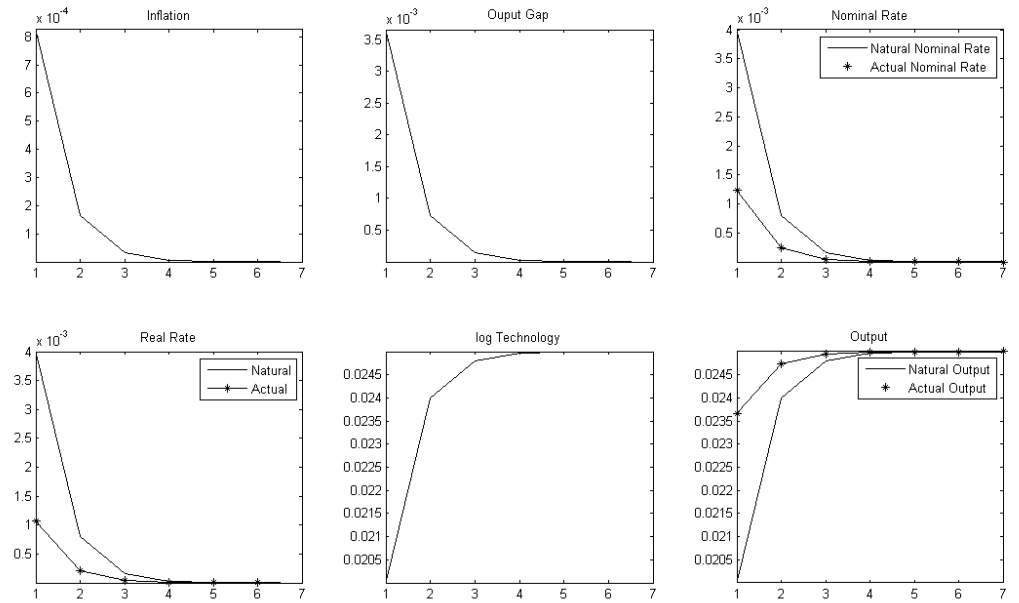 Inflation
x 10^-4
8
7
6
5
4
3
2
1
1 2 3 4 5 6 7
Ouput Gap
x 10^-3
3.5
3
2.5
2
1.5
1
0.5
1 2 3 4 5 6 7
Nominal Rate
x 10^-3
4
3.5
3
2.5
2
1.5
1
0.5
1 2 3 4 5 6 7
Natural Nominal Rate
Actual Nominal Rate
Real Rate
x 10^-3
4
3.5
3
2.5
2
1.5
1
0.5
1 2 3 4 5 6 7
Natural
Actual
log Technology
0.0245
0.024
0.0235
0.023
0.0225
0.022
0.0215
0.021
0.0205
1 2 3 4 5 6 7
Output
0.0245
0.024
0.0235
0.023
0.0225
0.022
0.0215
0.021
0.0205
1 2 3 4 5 6 7
Natural Output
Actual Output